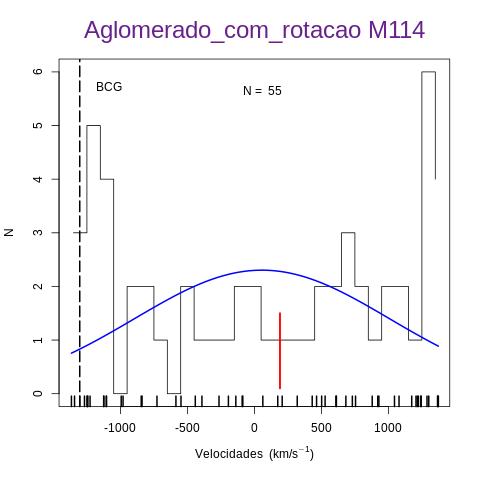 Aglomerado_com_rotacao M114
BCG
N = 55
6
5
4
3
2
1
0
N
-1000 -500 0 500 1000
Velocidades (km/s⁻¹)